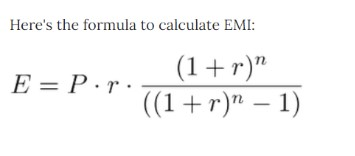 Here's the formula to calculate EMI:
E = P · r · (1 + r)ⁿ / ((1 + r)ⁿ − 1)